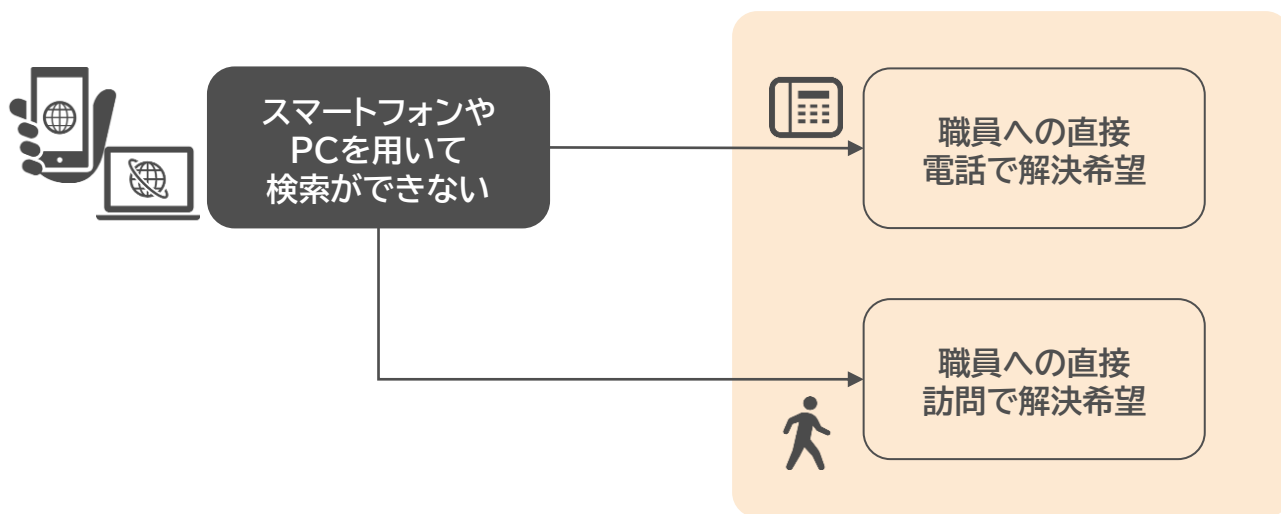 スマートフォンや
PCを用いて
検索ができない
職員への直接
電話で解決希望
職員への直接
訪問で解決希望